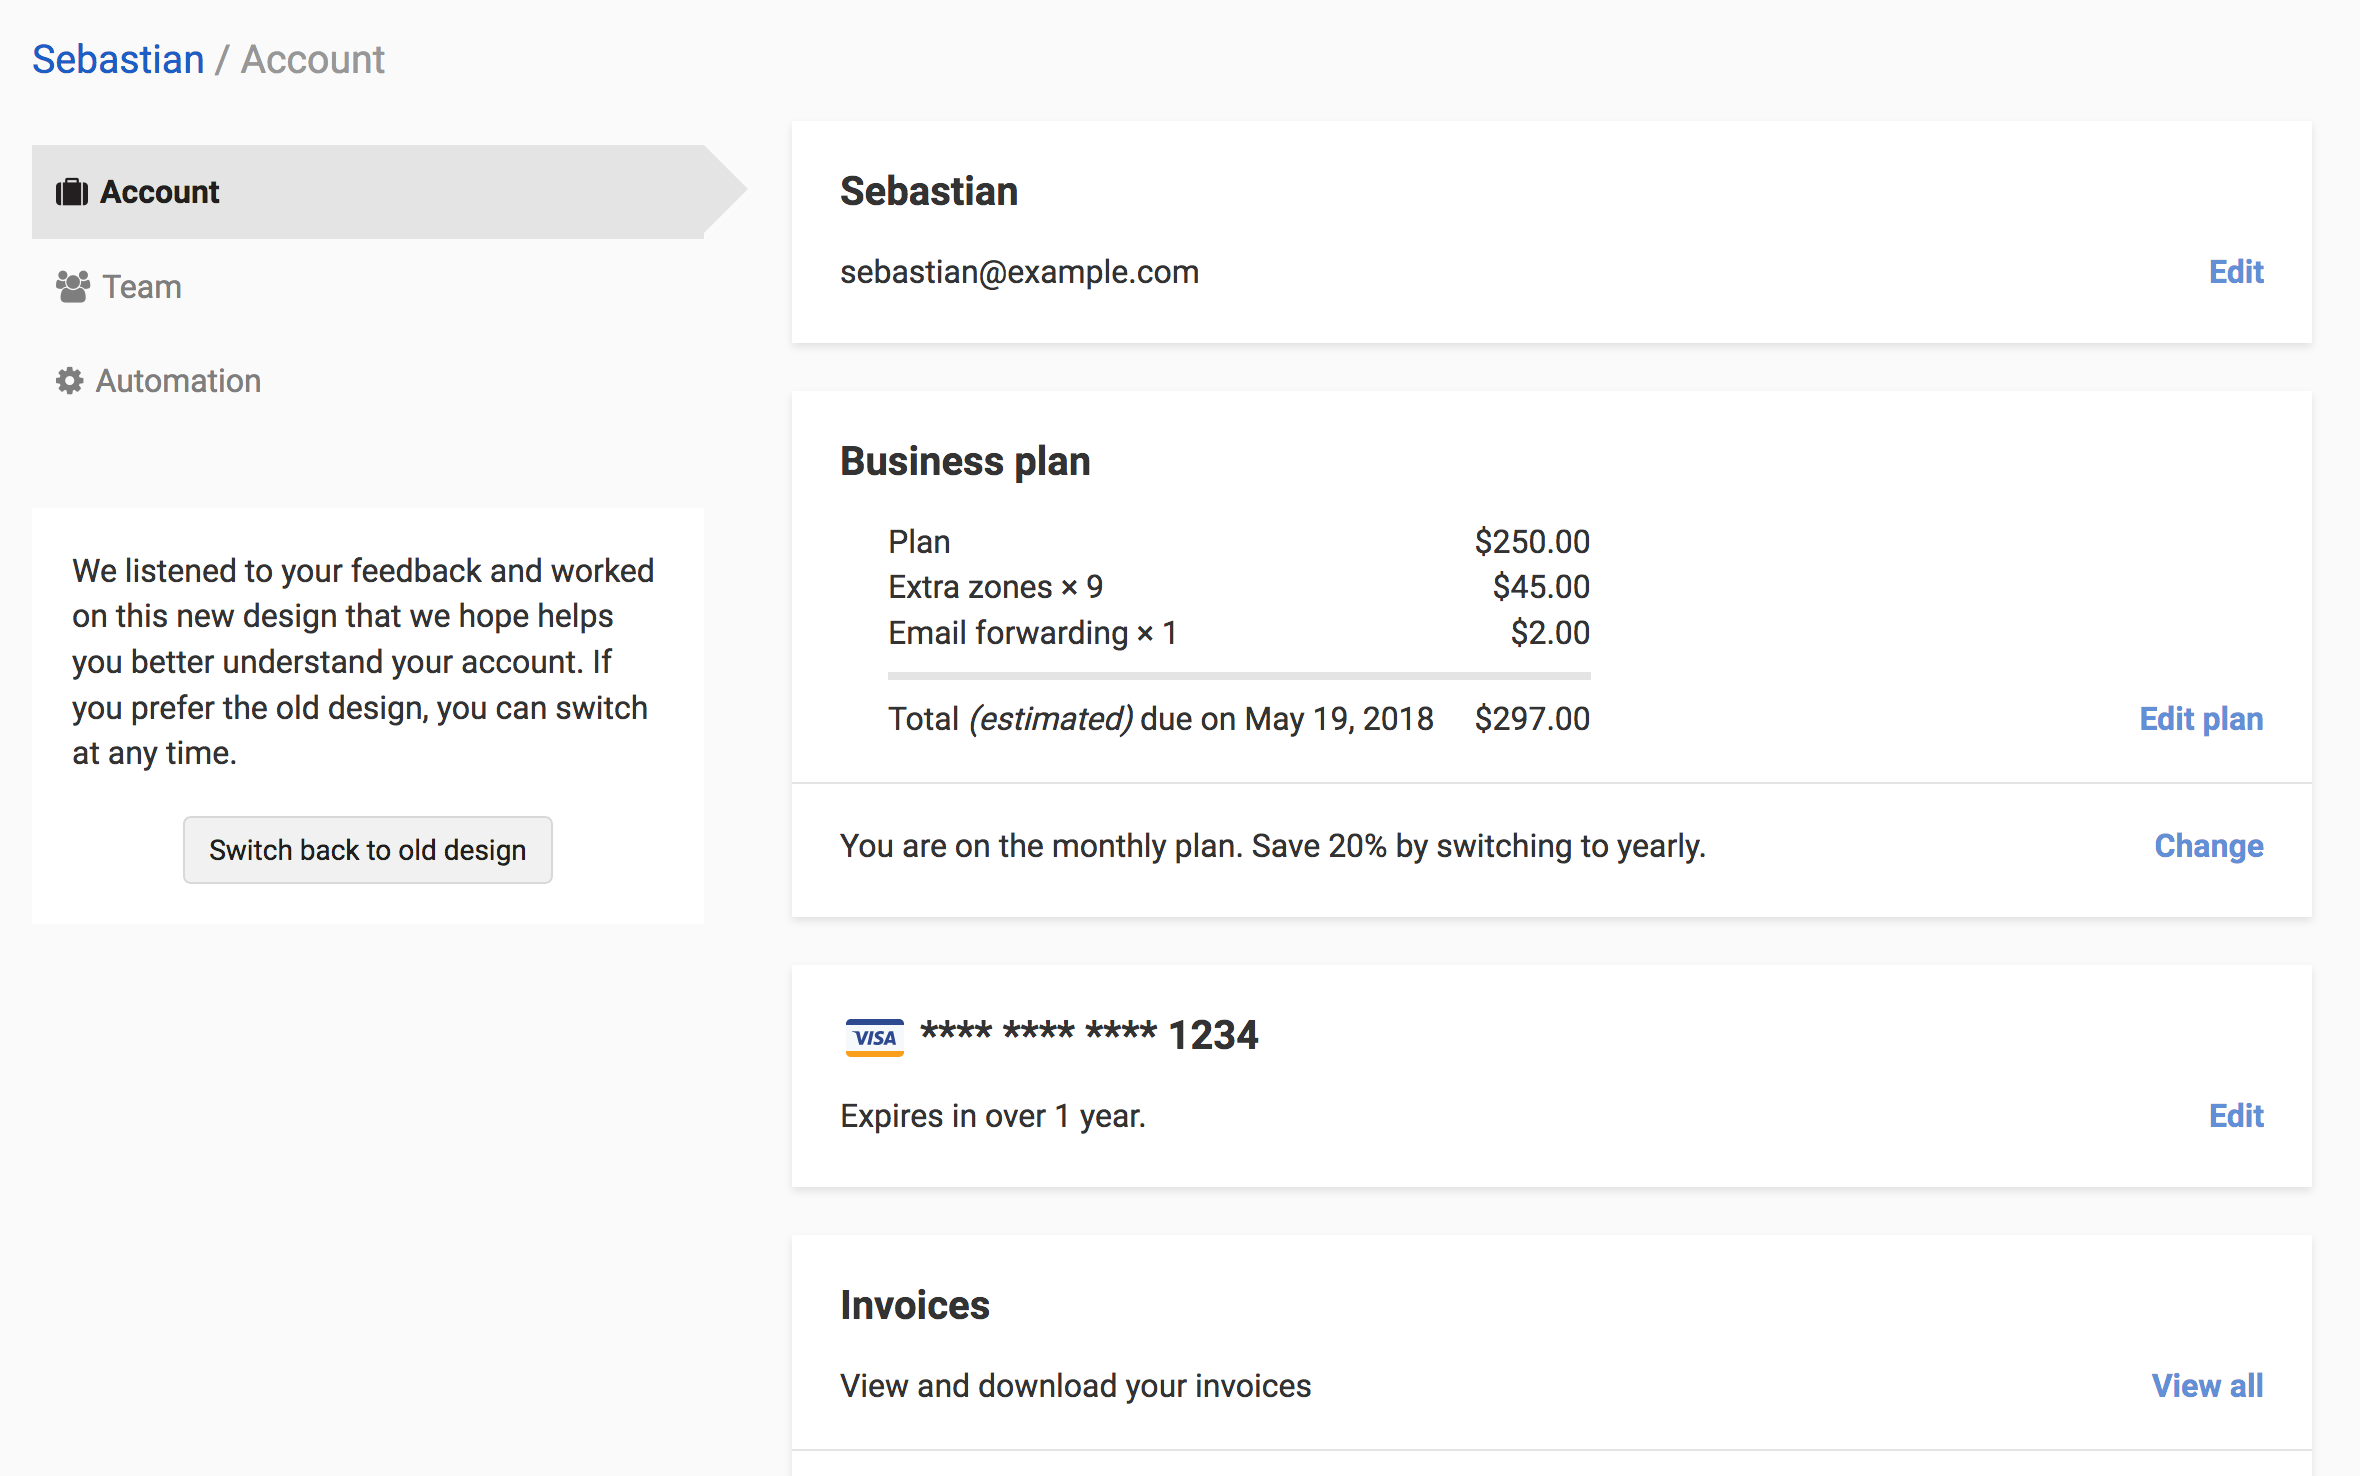 Sebastian / Account
Account
Team
Automation
We listened to your feedback and worked
on this new design that we hope helps
you better understand your account. If
you prefer the old design, you can switch
at any time.
Switch back to old design
Sebastian
sebastian@example.com Edit
Business plan
Plan $250.00
Extra zones × 9 $45.00
Email forwarding × 1 $2.00
Total (estimated) due on May 19, 2018 $297.00 Edit plan
You are on the monthly plan. Save 20% by switching to yearly. Change
VISA **** **** **** 1234
Expires in over 1 year. Edit
Invoices
View and download your invoices View all